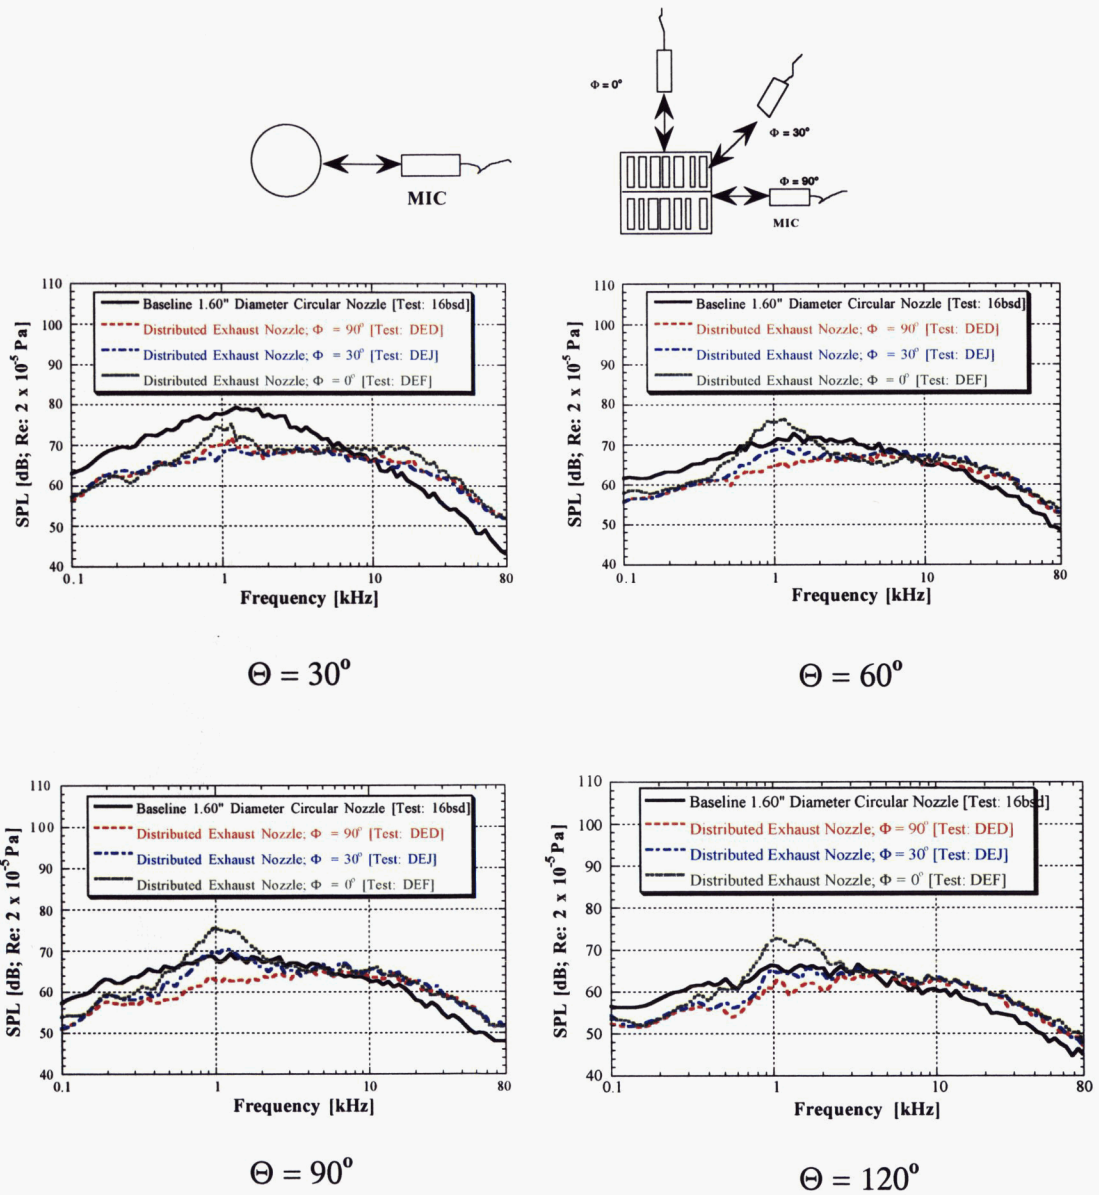 Φ = 0°
Φ = 30°
Φ = 90°
MIC
MIC
110
100
90
80
70
60
50
40
SPL [dB; Re: 2 x 10⁻⁵ Pa]
Baseline 1.60" Diameter Circular Nozzle [Test: 16bsd]
Distributed Exhaust Nozzle; Φ = 90° [Test: DED]
Distributed Exhaust Nozzle; Φ = 30° [Test: DEJ]
Distributed Exhaust Nozzle; Φ = 0° [Test: DEF]
0.1 1 10 80
Frequency [kHz]
Θ = 30°
110
100
90
80
70
60
50
40
SPL [dB; Re: 2 x 10⁻⁵ Pa]
Baseline 1.60" Diameter Circular Nozzle [Test: 16bsd]
Distributed Exhaust Nozzle; Φ = 90° [Test: DED]
Distributed Exhaust Nozzle; Φ = 30° [Test: DEJ]
Distributed Exhaust Nozzle; Φ = 0° [Test: DEF]
0.1 1 10 80
Frequency [kHz]
Θ = 60°
110
100
90
80
70
60
50
40
SPL [dB; Re: 2 x 10⁻⁵ Pa]
Baseline 1.60" Diameter Circular Nozzle [Test: 16bsd]
Distributed Exhaust Nozzle; Φ = 90° [Test: DED]
Distributed Exhaust Nozzle; Φ = 30° [Test: DEJ]
Distributed Exhaust Nozzle; Φ = 0° [Test: DEF]
0.1 1 10 80
Frequency [kHz]
Θ = 90°
110
100
90
80
70
60
50
40
SPL [dB; Re: 2 x 10⁻⁵ Pa]
Baseline 1.60" Diameter Circular Nozzle [Test: 16bsd]
Distributed Exhaust Nozzle; Φ = 90° [Test: DED]
Distributed Exhaust Nozzle; Φ = 30° [Test: DEJ]
Distributed Exhaust Nozzle; Φ = 0° [Test: DEF]
0.1 1 10 80
Frequency [kHz]
Θ = 120°